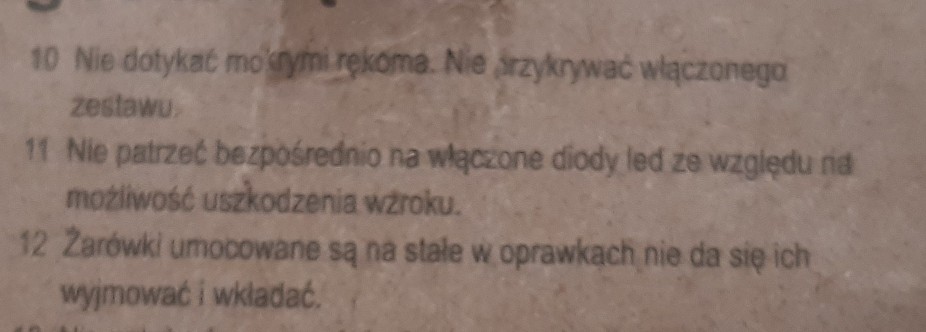 10 Nie dotykać mokrymi rękoma. Nie przykrywać włączonego
zestawu.
11 Nie patrzeć bezpośrednio na włączone diody led ze względu na
możliwość uszkodzenia wzroku.
12 Żarówki umocowane są na stałe w oprawkach nie da się ich
wyjmować i wkładać.